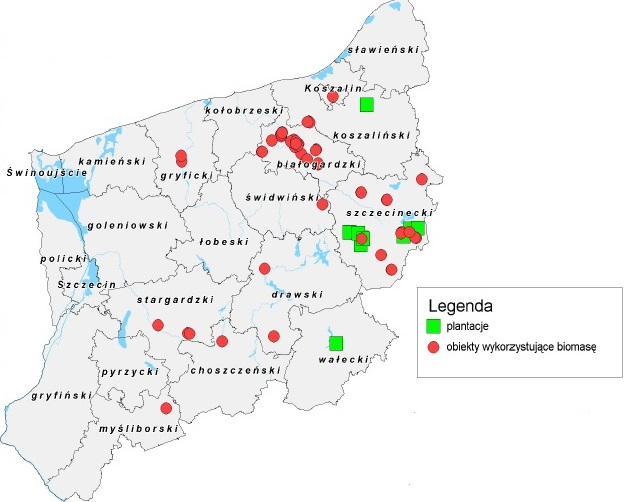 sławieński
Koszalin
kołobrzeski
koszaliński
kamieński
białogardzki
Świnoujście
gryficki
świdwiński
szczecinecki
goleniowski
łobeski
policki
Szczecin
drawski
stargardzki
wałecki
pyrzycki
choszczeński
gryfiński
myśliborski
Legenda
plantacje
obiekty wykorzystujące biomasę